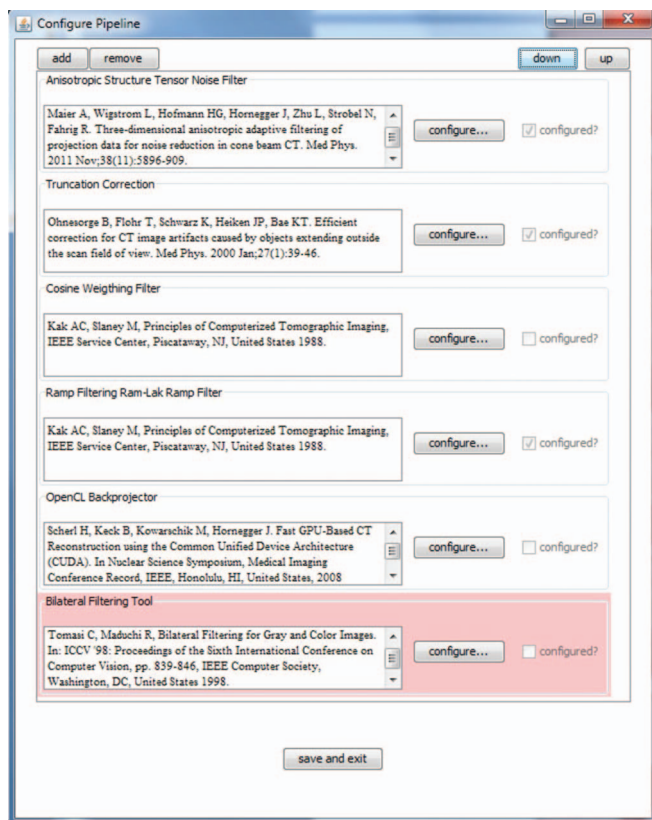 Configure Pipeline
add remove down up
Anisotropic Structure Tensor Noise Filter
Maier A, Wigstrom L, Hofmann HG, Hornegger J, Zhu L, Strobel N,
Fahrig R. Three-dimensional anisotropic adaptive filtering of
projection data for noise reduction in cone beam CT. Med Phys.
2011 Nov;38(11):5896-909.
configure... configured?
Truncation Correction
Ohnesorge B, Flohr T, Schwarz K, Heiken JP, Bae KT. Efficient
correction for CT image artifacts caused by objects extending outside
the scan field of view. Med Phys. 2000 Jan;27(1):39-46.
configure... configured?
Cosine Weigthing Filter
Kak AC, Slaney M, Principles of Computerized Tomographic Imaging,
IEEE Service Center, Piscataway, NJ, United States 1988.
configure... configured?
Ramp Filtering Ram-Lak Ramp Filter
Kak AC, Slaney M, Principles of Computerized Tomographic Imaging,
IEEE Service Center, Piscataway, NJ, United States 1988.
configure... configured?
OpenCL Backprojector
Scherl H, Keck B, Kowarschik M, Hornegger J. Fast GPU-Based CT
Reconstruction using the Common Unified Device Architecture
(CUDA). In Nuclear Science Symposium, Medical Imaging
Conference Record, IEEE, Honolulu, HI, United States, 2008
configure... configured?
Bilateral Filtering Tool
Tomasi C, Maduchi R, Bilateral Filtering for Gray and Color Images.
In: ICCV '98: Proceedings of the Sixth International Conference on
Computer Vision, pp. 839-846, IEEE Computer Society,
Washington, DC, United States 1998.
configure... configured?
save and exit